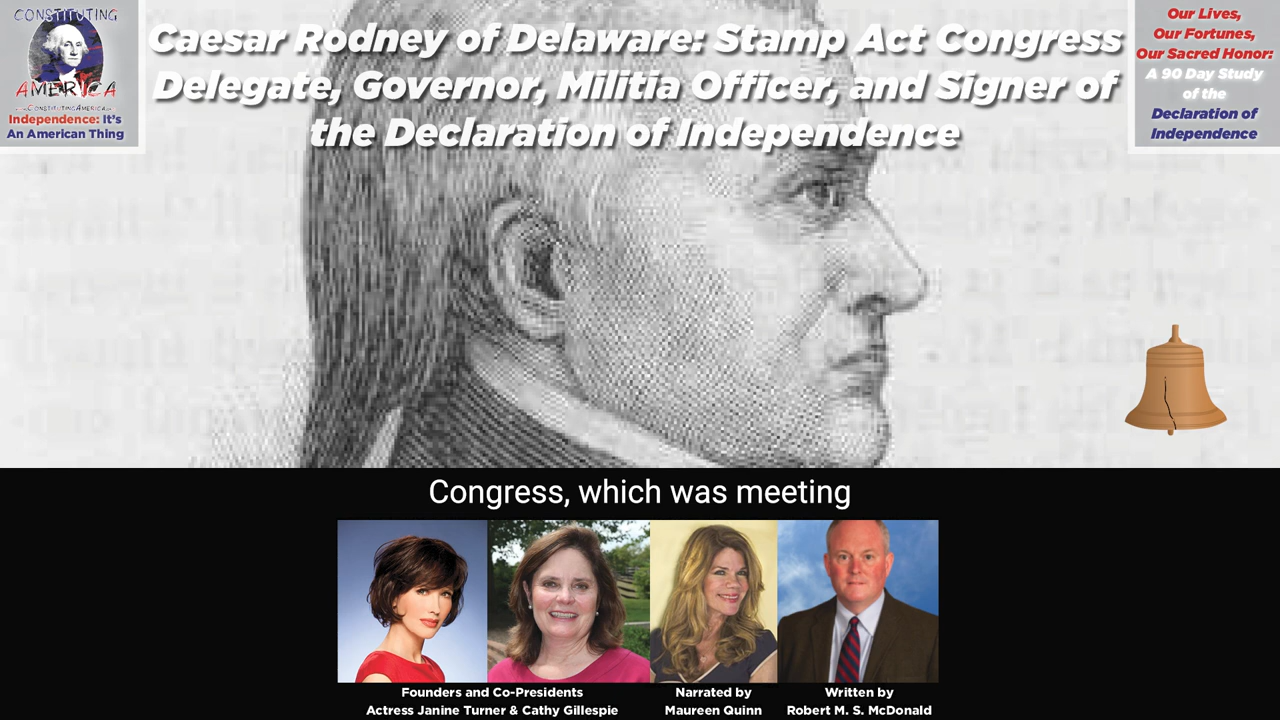 CONSTITUTING
AMERICA
Independence: It's
An American Thing
Caesar Rodney of Delaware: Stamp Act Congress
Delegate, Governor, Militia Officer, and Signer of
the Declaration of Independence
Our Lives,
Our Fortunes,
Our Sacred Honor:
A 90 Day Study
of the
Declaration of
Independence
Congress, which was meeting
Founders and Co-Presidents
Actress Janine Turner & Cathy Gillespie
Narrated by
Maureen Quinn
Written by
Robert M. S. McDonald